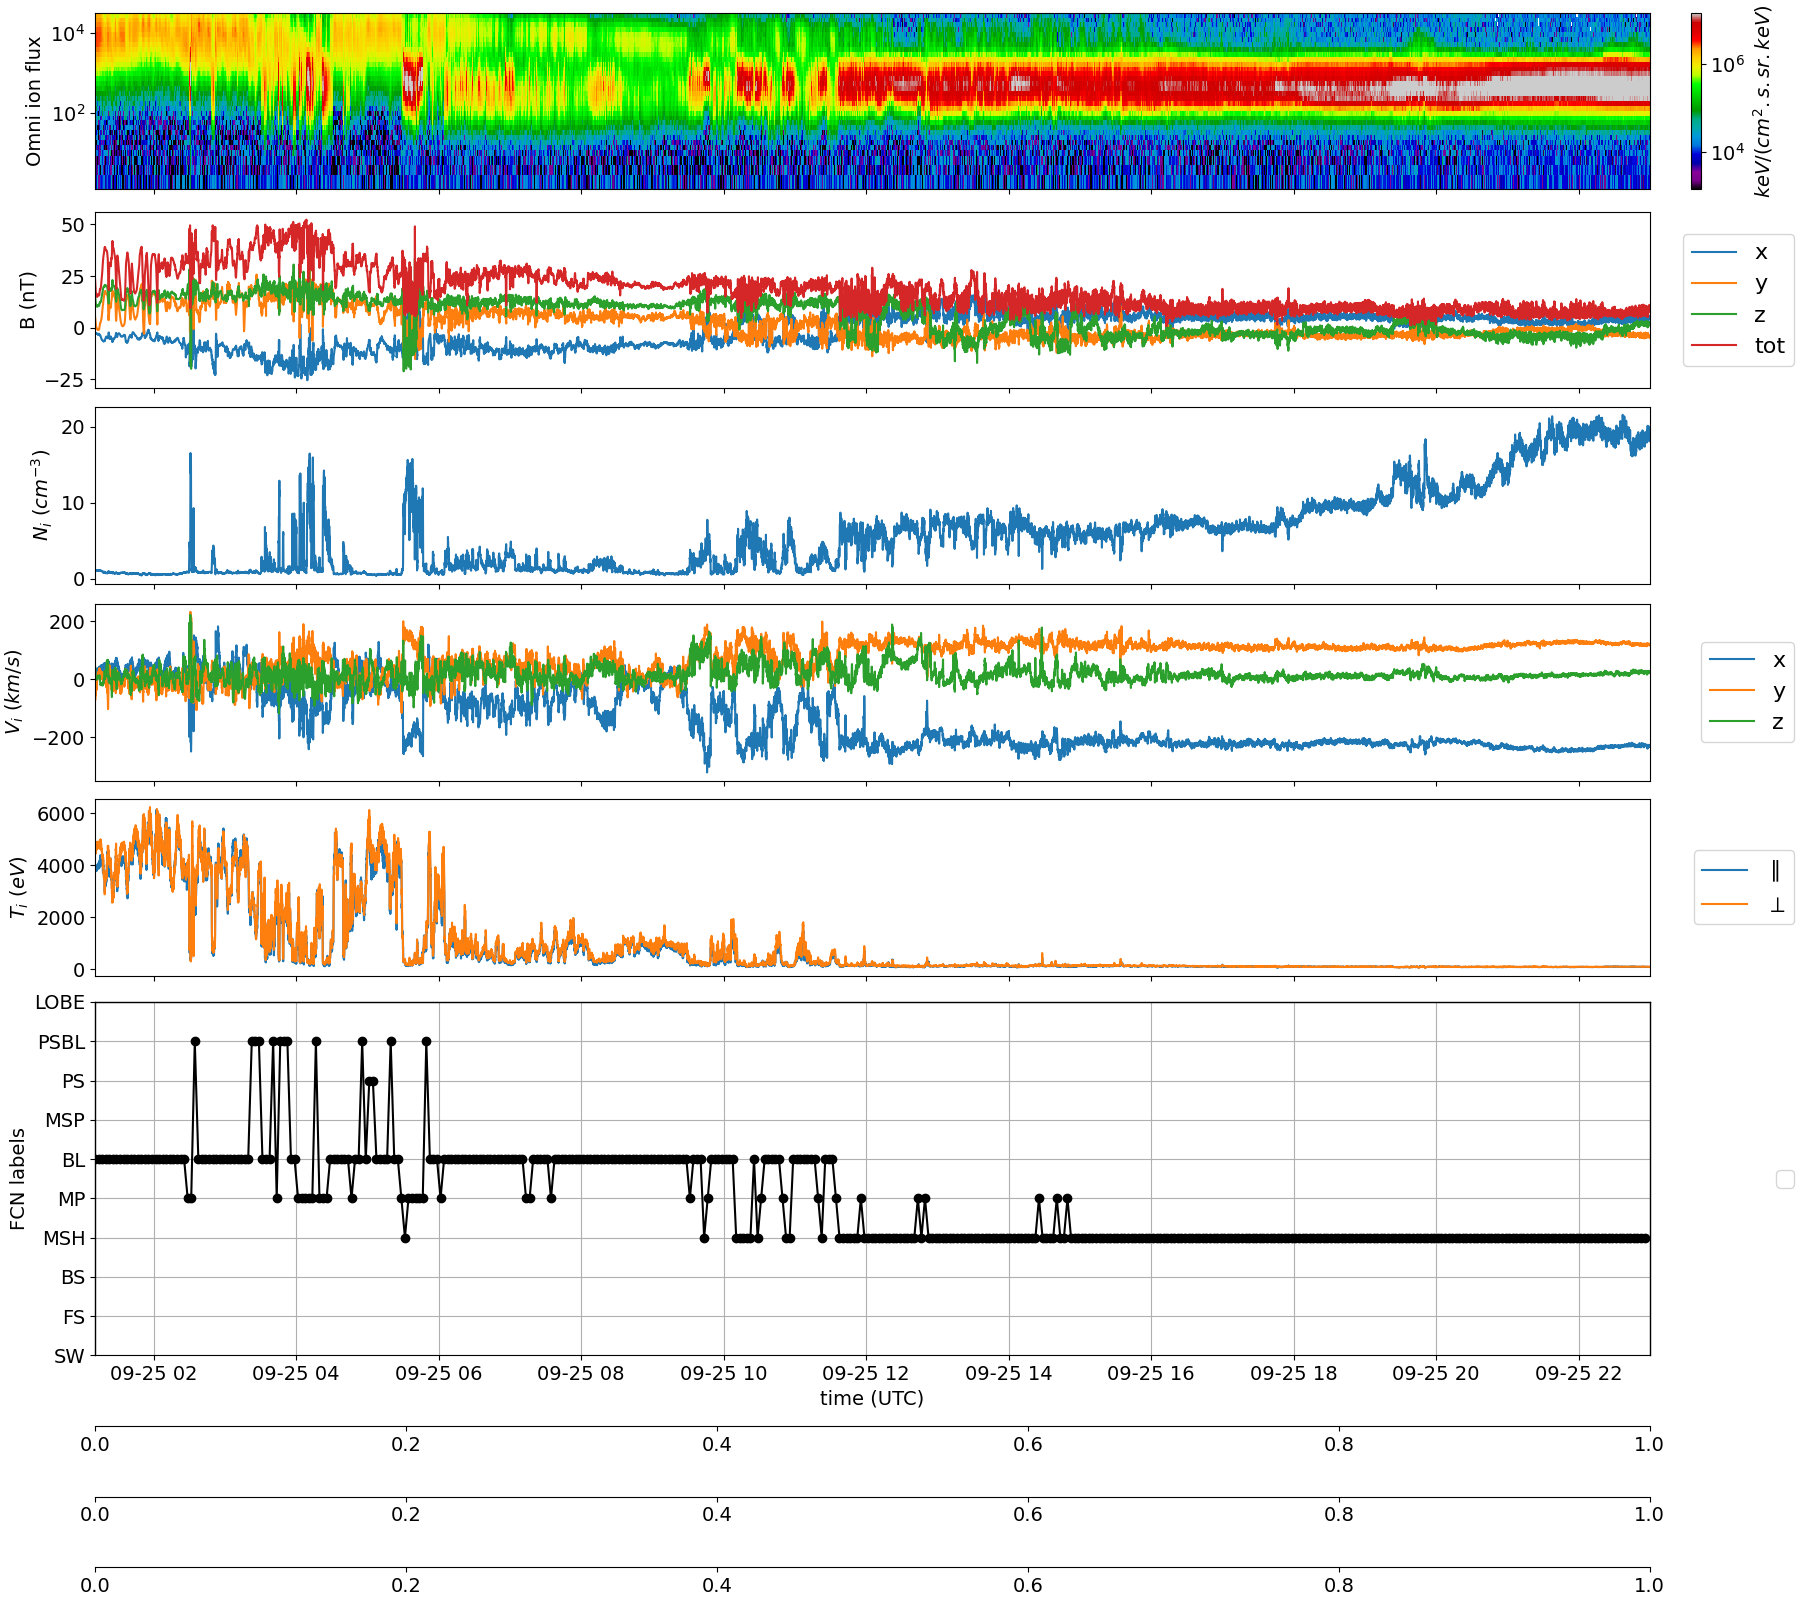 Omni ion flux
10^4
10^2
10^6
10^4
keV/(cm^2.s.sr.keV)
B (nT)
50
25
0
−25
x
y
z
tot
N_i (cm^{-3})
20
10
0
V_i (km/s)
200
0
−200
x
y
z
T_i (eV)
6000
4000
2000
0
∥
⊥
FCN labels
LOBE
PSBL
PS
MSP
BL
MP
MSH
BS
FS
SW
09-25 02 09-25 04 09-25 06 09-25 08 09-25 10 09-25 12 09-25 14 09-25 16 09-25 18 09-25 20 09-25 22
time (UTC)
0.0 0.2 0.4 0.6 0.8 1.0
0.0 0.2 0.4 0.6 0.8 1.0
0.0 0.2 0.4 0.6 0.8 1.0